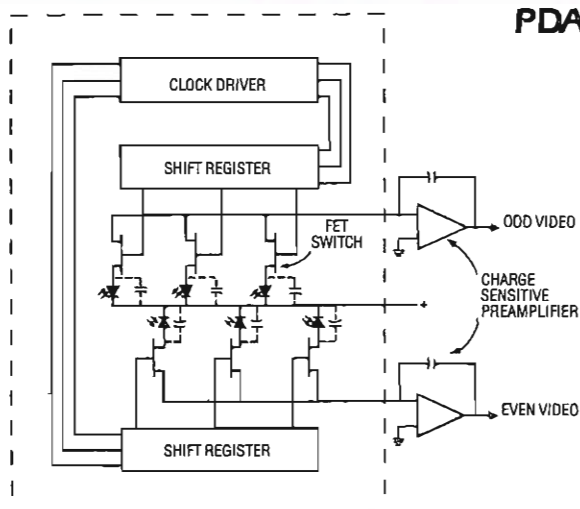 PDA
CLOCK DRIVER
SHIFT REGISTER
FET
SWITCH
ODD VIDEO
CHARGE
SENSITIVE
PREAMPLIFIER
+
EVEN VIDEO
SHIFT REGISTER